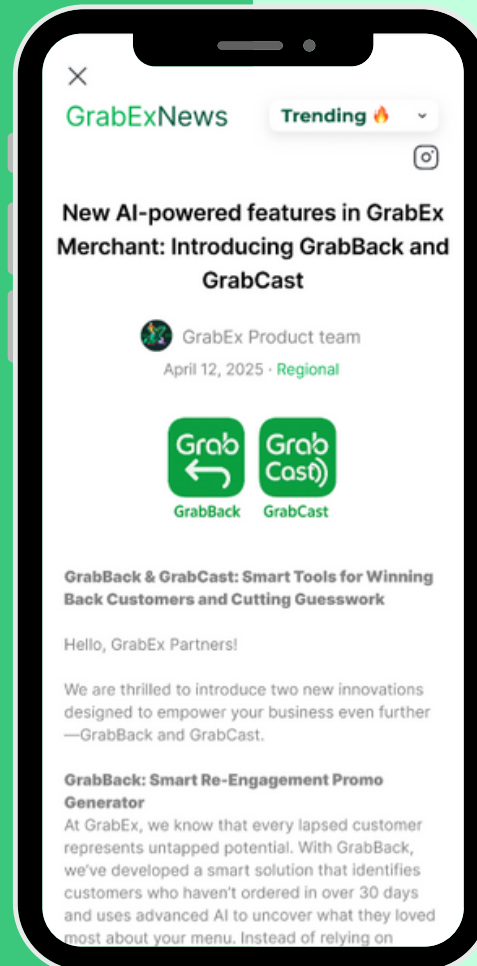 GrabExNews
Trending 🔥
New AI-powered features in GrabEx
Merchant: Introducing GrabBack and
GrabCast
GrabEx Product team
April 12, 2025 · Regional
Grab
Grab
Cast
GrabBack
GrabCast
GrabBack & GrabCast: Smart Tools for Winning
Back Customers and Cutting Guesswork
Hello, GrabEx Partners!
We are thrilled to introduce two new innovations
designed to empower your business even further
—GrabBack and GrabCast.
GrabBack: Smart Re-Engagement Promo
Generator
At GrabEx, we know that every lapsed customer
represents untapped potential. With GrabBack,
we've developed a smart solution that identifies
customers who haven't ordered in over 30 days
and uses advanced AI to uncover what they loved
most about your menu. Instead of relying on